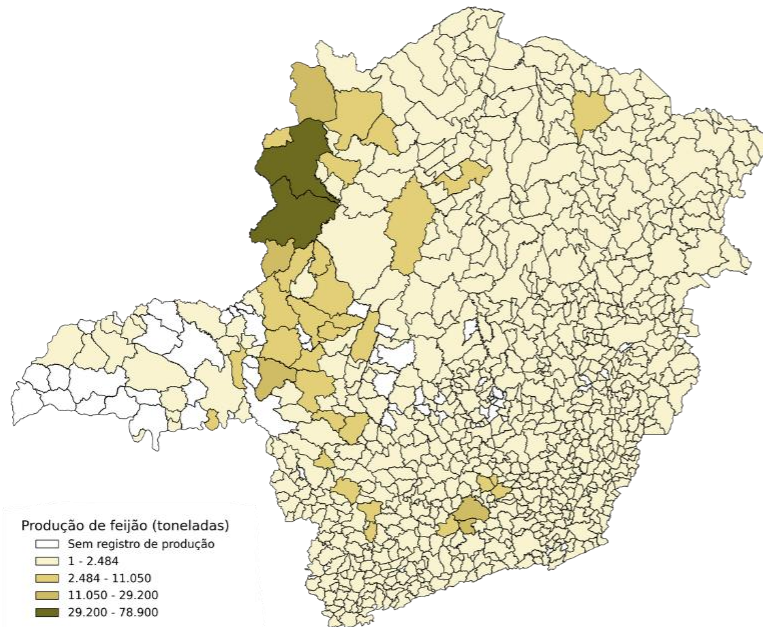 Produção de feijão (toneladas)
Sem registro de produção
1 - 2.484
2.484 - 11.050
11.050 - 29.200
29.200 - 78.900